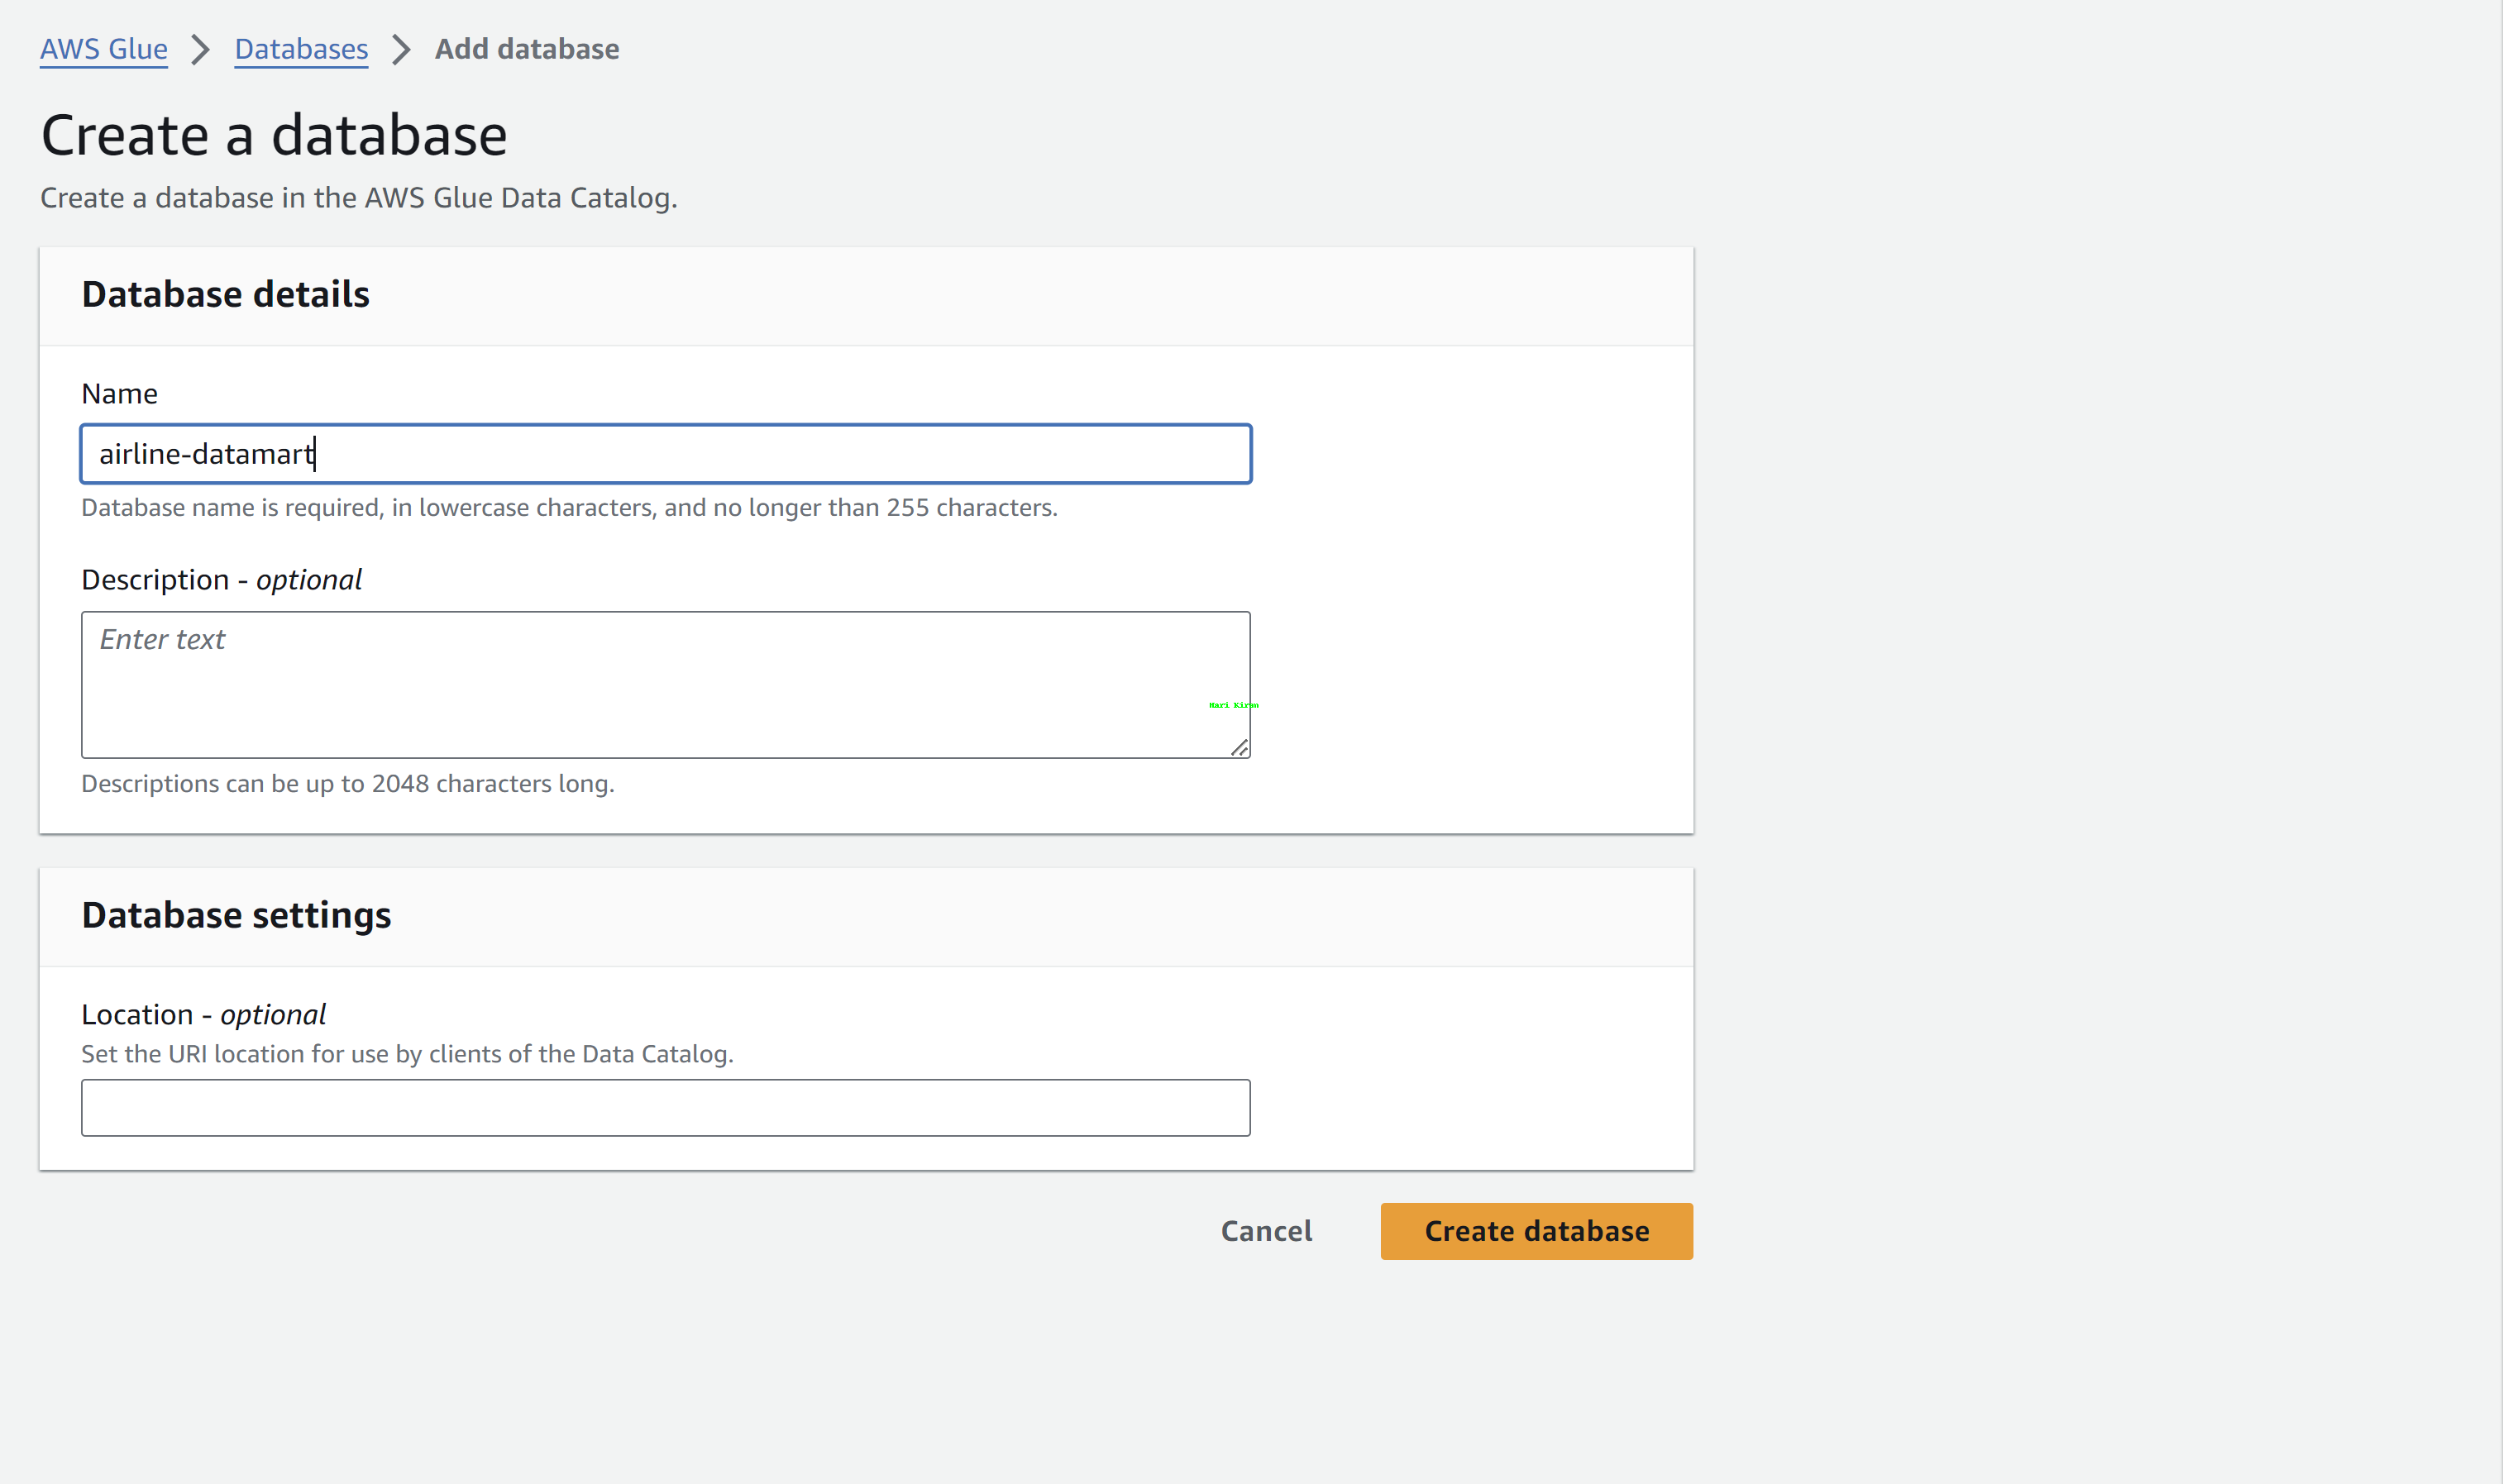 AWS Glue > Databases > Add database
Create a database
Create a database in the AWS Glue Data Catalog.
Database details
Name
airline-datamart
Database name is required, in lowercase characters, and no longer than 255 characters.
Description - optional
Enter text
Hari Kiran
Descriptions can be up to 2048 characters long.
Database settings
Location - optional
Set the URI location for use by clients of the Data Catalog.
Cancel Create database